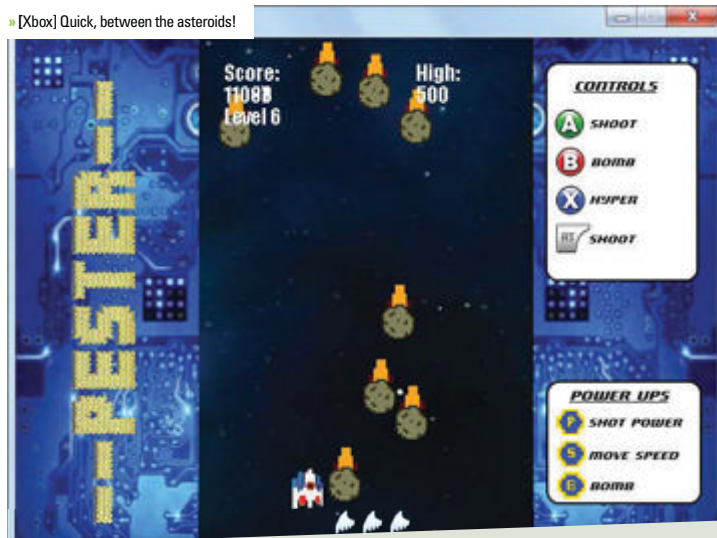 » [Xbox] Quick, between the asteroids!
PESTER
Score:
Level 6
High:
500
CONTROLS
A SHOOT
B BOMB
X HYPER
RT SHOOT
POWER UPS
P SHOT POWER
S MOVE SPEED
B BOMB